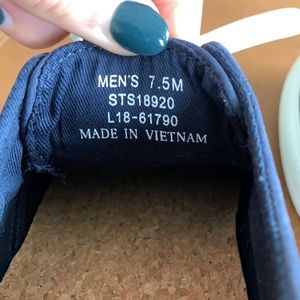 MEN'S 7.5M
STS18920
L18-61790
MADE IN VIETNAM